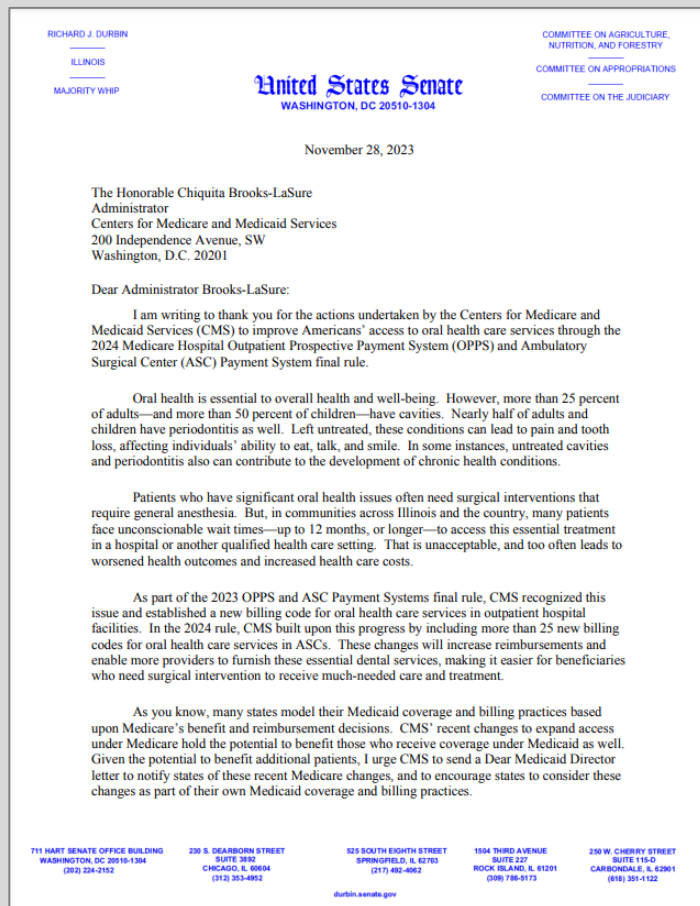 RICHARD J. DURBIN
ILLINOIS
MAJORITY WHIP
COMMITTEE ON AGRICULTURE,
NUTRITION, AND FORESTRY
COMMITTEE ON APPROPRIATIONS
COMMITTEE ON THE JUDICIARY
United States Senate
WASHINGTON, DC 20510-1304
November 28, 2023
The Honorable Chiquita Brooks-LaSure
Administrator
Centers for Medicare and Medicaid Services
200 Independence Avenue, SW
Washington, D.C. 20201
Dear Administrator Brooks-LaSure:
I am writing to thank you for the actions undertaken by the Centers for Medicare and
Medicaid Services (CMS) to improve Americans' access to oral health care services through the
2024 Medicare Hospital Outpatient Prospective Payment System (OPPS) and Ambulatory
Surgical Center (ASC) Payment System final rule.
Oral health is essential to overall health and well-being. However, more than 25 percent
of adults—and more than 50 percent of children—have cavities. Nearly half of adults and
children have periodontitis as well. Left untreated, these conditions can lead to pain and tooth
loss, affecting individuals' ability to eat, talk, and smile. In some instances, untreated cavities
and periodontitis also can contribute to the development of chronic health conditions.
Patients who have significant oral health issues often need surgical interventions that
require general anesthesia. But, in communities across Illinois and the country, many patients
face unconscionable wait times—up to 12 months, or longer—to access this essential treatment
in a hospital or another qualified health care setting. That is unacceptable, and too often leads to
worsened health outcomes and increased health care costs.
As part of the 2023 OPPS and ASC Payment Systems final rule, CMS recognized this
issue and established a new billing code for oral health care services in outpatient hospital
facilities. In the 2024 rule, CMS built upon this progress by including more than 25 new billing
codes for oral health care services in ASCs. These changes will increase reimbursements and
enable more providers to furnish these essential dental services, making it easier for beneficiaries
who need surgical intervention to receive much-needed care and treatment.
As you know, many states model their Medicaid coverage and billing practices based
upon Medicare's benefit and reimbursement decisions. CMS' recent changes to expand access
under Medicare hold the potential to benefit those who receive coverage under Medicaid as well.
Given the potential to benefit additional patients, I urge CMS to send a Dear Medicaid Director
letter to notify states of these recent Medicare changes, and to encourage states to consider these
changes as part of their own Medicaid coverage and billing practices.
711 HART SENATE OFFICE BUILDING
WASHINGTON, DC 20510-1304
(202) 224-2152
230 S. DEARBORN STREET
SUITE 3892
CHICAGO, IL 60604
(312) 353-4952
525 SOUTH EIGHTH STREET
SPRINGFIELD, IL 62703
(217) 492-4062
1504 THIRD AVENUE
SUITE 227
ROCK ISLAND, IL 61201
(309) 786-5173
250 W. CHERRY STREET
SUITE 115-D
CARBONDALE, IL 62901
(618) 351-1122
durbin.senate.gov